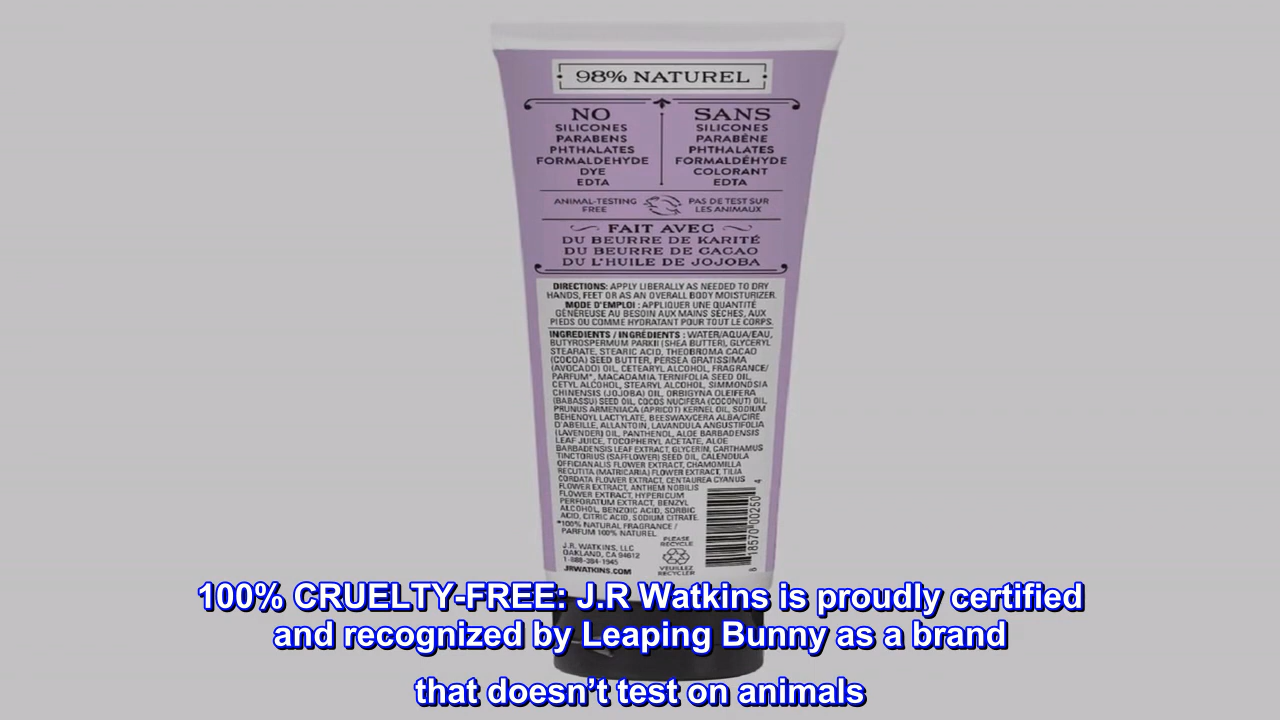 98% NATUREL
NO
SILICONES
PARABENS
PHTHALATES
FORMALDEHYDE
DYE
EDTA
SANS
SILICONES
PARABÈNE
PHTHALATES
FORMALDÉHYDE
COLORANT
EDTA
ANIMAL-TESTING
FREE
PAS DE TEST SUR
LES ANIMAUX
FAIT AVEC
DU BEURRE DE KARITÉ
DU BEURRE DE CACAO
DU L'HUILE DE JOJOBA
DIRECTIONS: APPLY LIBERALLY AS NEEDED TO DRY
HANDS, FEET OR AS AN OVERALL BODY MOISTURIZER.
MODE D'EMPLOI : APPLIQUER UNE QUANTITÉ
GÉNÉREUSE AU BESOIN AUX MAINS SÈCHES, AUX
PIEDS OU COMME HYDRATANT POUR TOUT LE CORPS.
INGREDIENTS / INGRÉDIENTS : WATER/AQUA/EAU,
BUTYROSPERMUM PARKII (SHEA BUTTER), GLYCERYL
STEARATE, STEARIC ACID, THEOBROMA CACAO
(COCOA) SEED BUTTER, PERSEA GRATISSIMA
(AVOCADO) OIL, CETEARYL ALCOHOL, FRAGRANCE/
PARFUM*, MACADAMIA TERNIFOLIA SEED OIL,
CETYL ALCOHOL, STEARYL ALCOHOL, SIMMONDSIA
CHINENSIS (JOJOBA) OIL, ORBIGNYA OLEIFERA
(BABASSU) SEED OIL, COCOS NUCIFERA (COCONUT) OIL,
PRUNUS ARMENIACA (APRICOT) KERNEL OIL, SODIUM
BEHENOYL LACTYLATE, BEESWAX/CERA ALBA/CIRE
D'ABEILLE, ALLANTOIN, LAVANDULA ANGUSTIFOLIA
(LAVENDER) OIL, PANTHENOL, ALOE BARBADENSIS
LEAF JUICE, TOCOPHERYL ACETATE, ALOE
BARBADENSIS LEAF EXTRACT, GLYCERIN, CARTHAMUS
TINCTORIUS (SAFFLOWER) SEED OIL, CALENDULA
OFFICIANALIS FLOWER EXTRACT, CHAMOMILLA
RECUTITA (MATRICARIA) FLOWER EXTRACT, TILIA
CORDATA FLOWER EXTRACT, CENTAUREA CYANUS
FLOWER EXTRACT, ANTHEM NOBILIS
FLOWER EXTRACT, HYPERICUM
PERFORATUM EXTRACT, BENZYL
ALCOHOL, BENZOIC ACID, SORBIC
ACID, CITRIC ACID, SODIUM CITRATE.
*100% NATURAL FRAGRANCE /
PARFUM 100% NATUREL
J.R. WATKINS, LLC
OAKLAND, CA 94612
1-888-394-1945
JRWATKINS.COM
PLEASE
RECYCLE
VEUILLEZ
RECYCLER
8 18570 00250 4
100% CRUELTY-FREE: J.R Watkins is proudly certified
and recognized by Leaping Bunny as a brand
that doesn’t test on animals